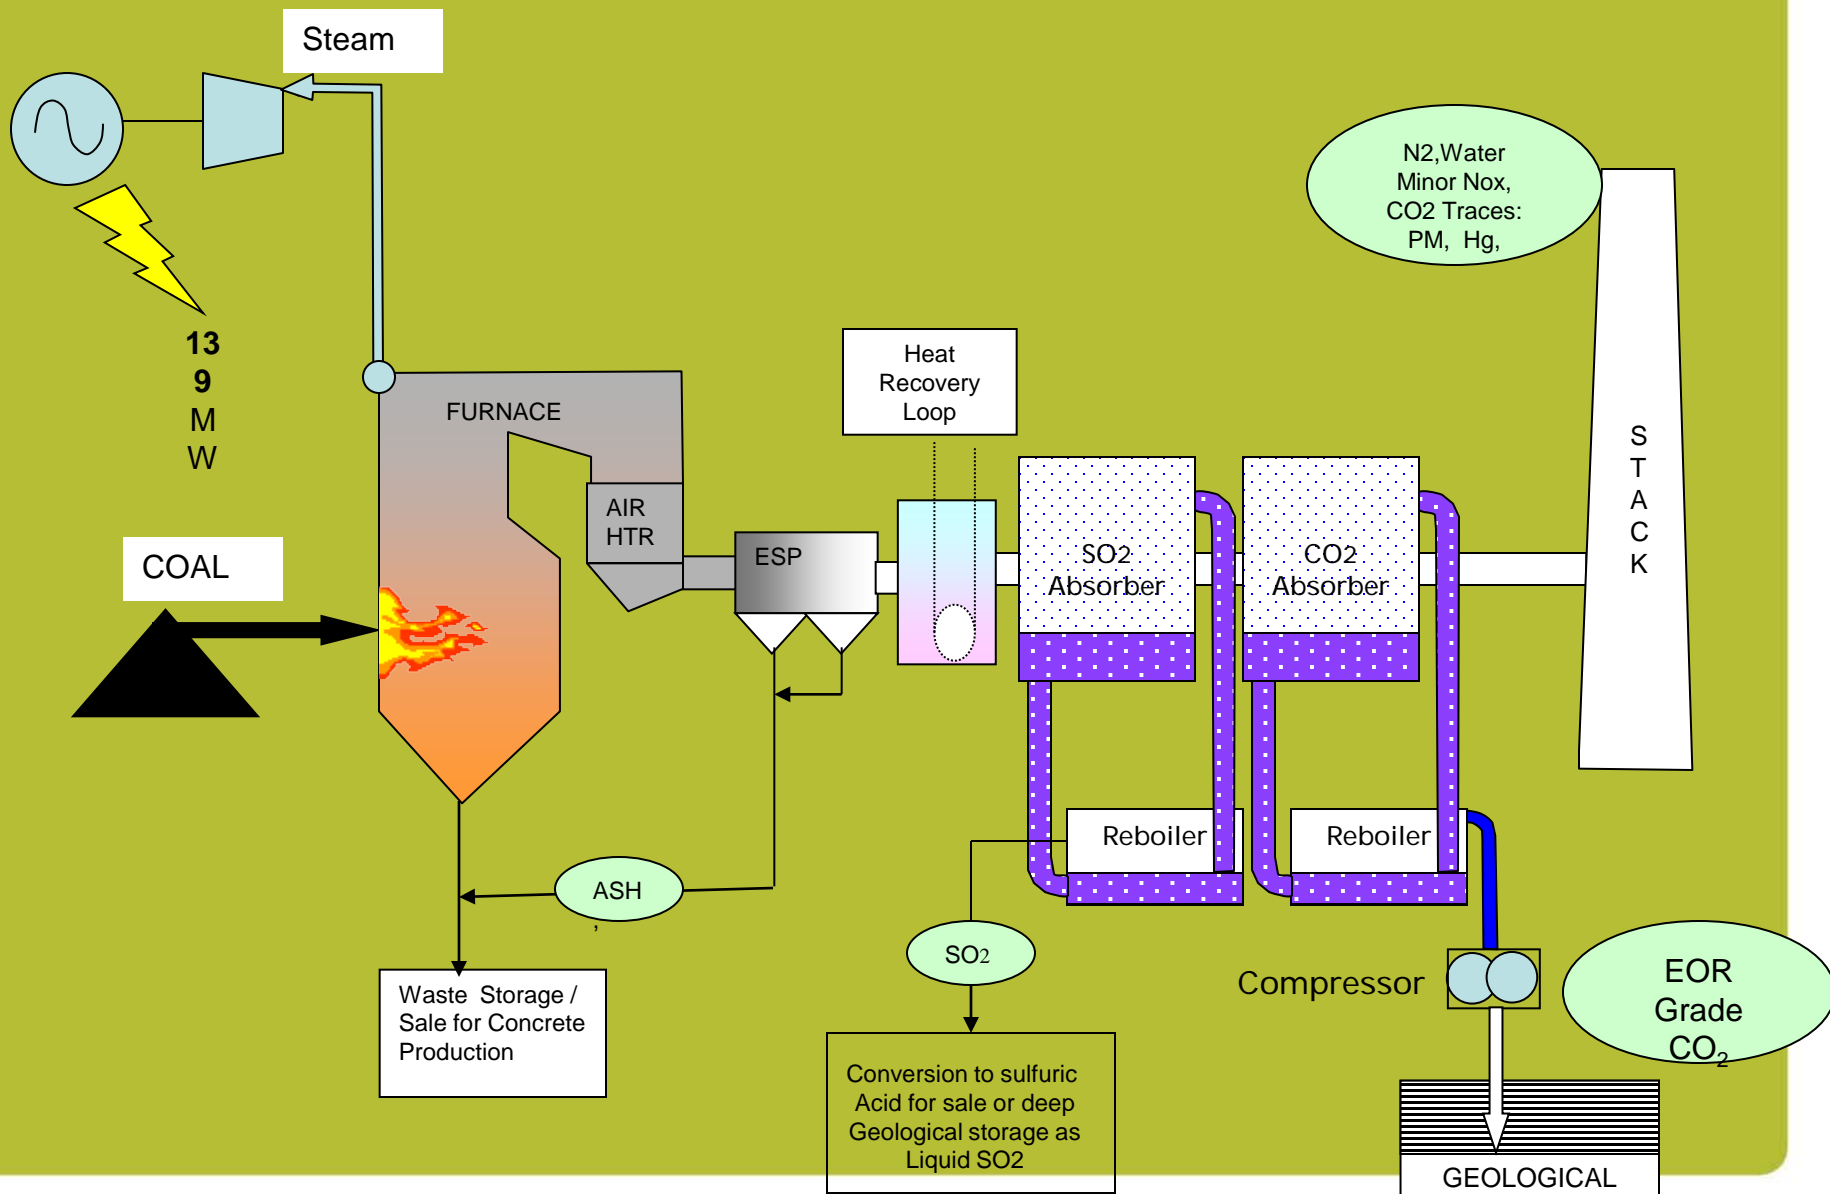 Steam
N2,Water
Minor Nox,
CO2 Traces:
PM, Hg,
13
9
M
W
Heat
Recovery
Loop
FURNACE
S
T
A
C
K
AIR
HTR
ESP
SO2
Absorber
CO2
Absorber
COAL
Reboiler
Reboiler
ASH
,
SO2
Compressor
EOR
Grade
CO2
Waste Storage /
Sale for Concrete
Production
Conversion to sulfuric
Acid for sale or deep
Geological storage as
Liquid SO2
GEOLOGICAL